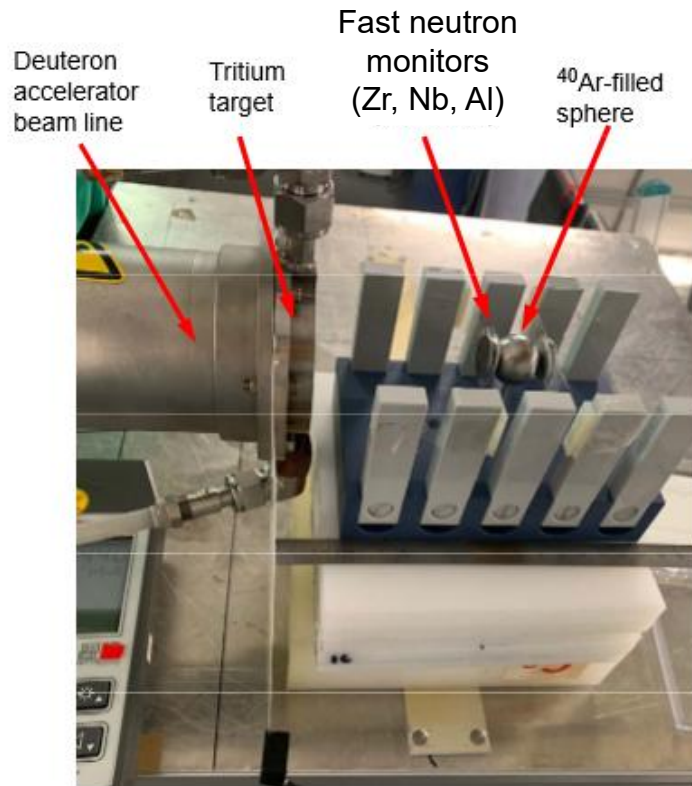 Deuteron
accelerator
beam line
Tritium
target
Fast neutron
monitors
(Zr, Nb, Al)
⁴⁰Ar-filled
sphere